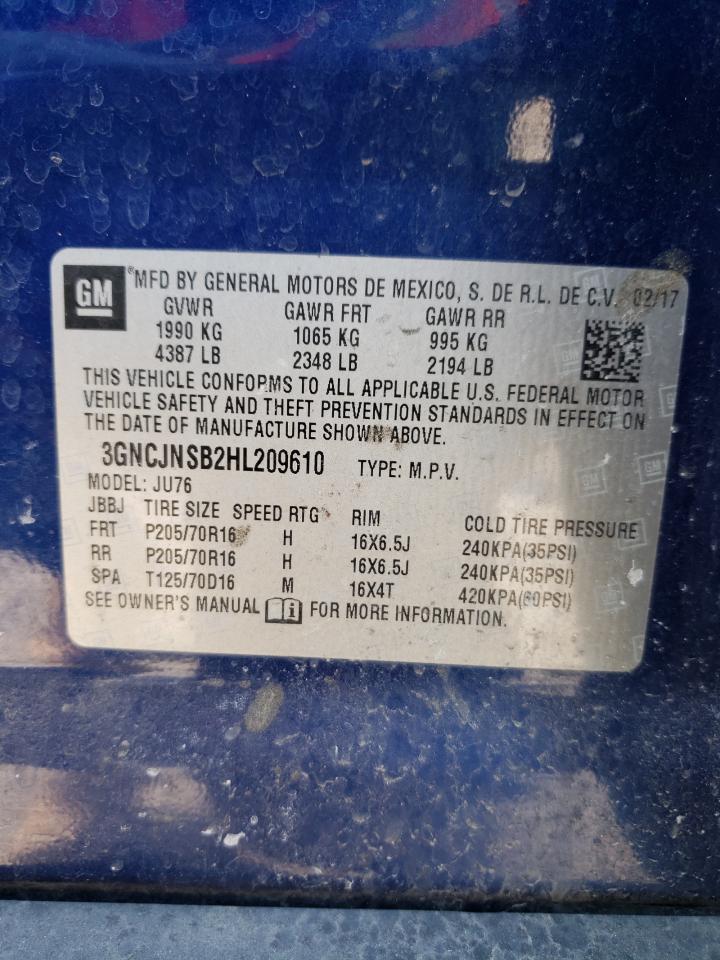 GM ® MFD BY GENERAL MOTORS DE MEXICO, S. DE R.L. DE C.V. 02/17
GVWR GAWR FRT GAWR RR
1990 KG 1065 KG 995 KG
4387 LB 2348 LB 2194 LB
THIS VEHICLE CONFORMS TO ALL APPLICABLE U.S. FEDERAL MOTOR
VEHICLE SAFETY AND THEFT PREVENTION STANDARDS IN EFFECT ON
THE DATE OF MANUFACTURE SHOWN ABOVE.
3GNCJNSB2HL209610 TYPE: M.P.V.
MODEL: JU76
JBBJ TIRE SIZE SPEED RTG RIM COLD TIRE PRESSURE
FRT P205/70R16 H 16X6.5J 240KPA(35PSI)
RR P205/70R16 H 16X6.5J 240KPA(35PSI)
SPA T125/70D16 M 16X4T 420KPA(60PSI)
SEE OWNER'S MANUAL i FOR MORE INFORMATION.